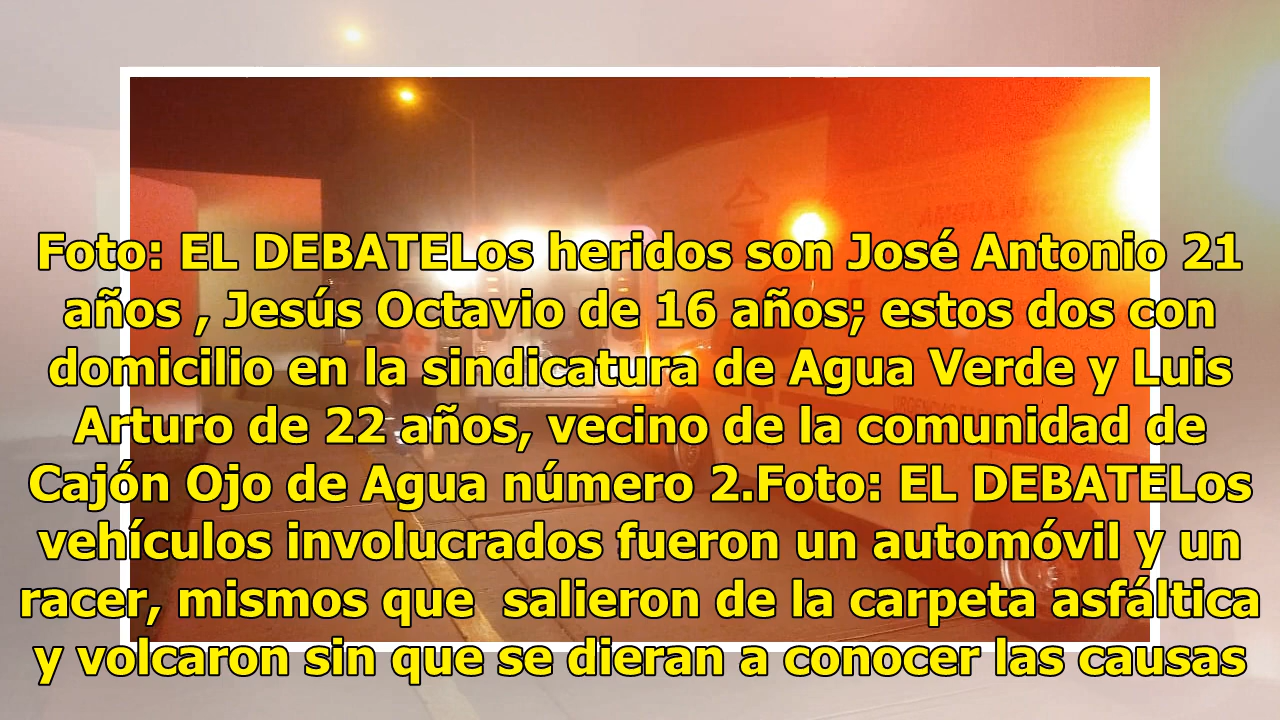 AMBULANC
Foto: EL DEBATELos heridos son José Antonio 21
años , Jesús Octavio de 16 años; estos dos con
domicilio en la sindicatura de Agua Verde y Luis
Arturo de 22 años, vecino de la comunidad de
Cajón Ojo de Agua número 2.Foto: EL DEBATELos
vehículos involucrados fueron un automóvil y un
racer, mismos que  salieron de la carpeta asfáltica
y volcaron sin que se dieran a conocer las causas